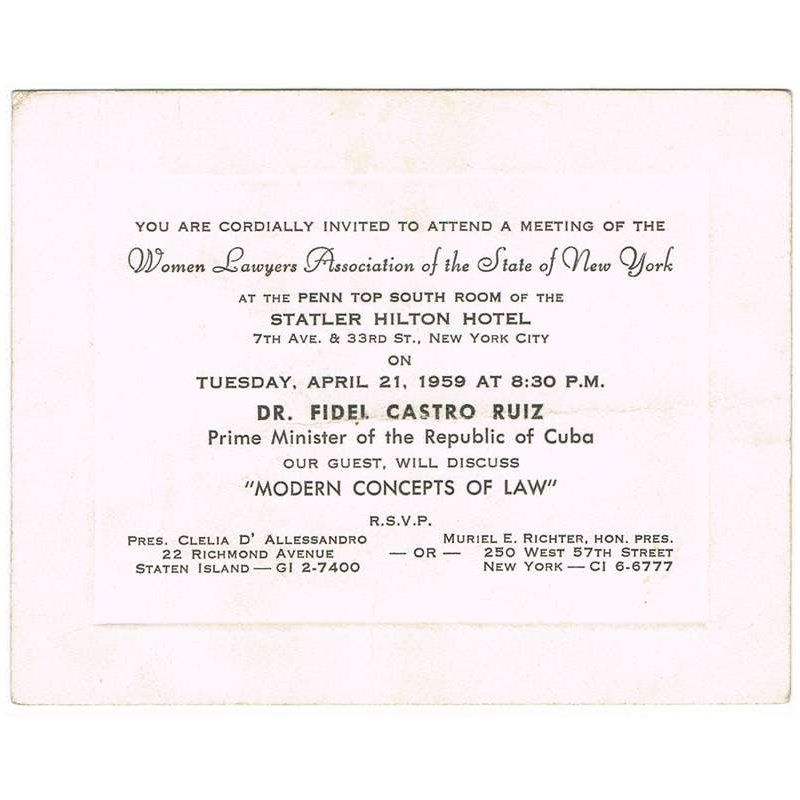 YOU ARE CORDIALLY INVITED TO ATTEND A MEETING OF THE
Women Lawyers Association of the State of New York
AT THE PENN TOP SOUTH ROOM OF THE
STATLER HILTON HOTEL
7TH AVE. & 33RD ST., NEW YORK CITY
ON
TUESDAY, APRIL 21, 1959 AT 8:30 P.M.
DR. FIDEL CASTRO RUIZ
Prime Minister of the Republic of Cuba
OUR GUEST, WILL DISCUSS
"MODERN CONCEPTS OF LAW"
R.S.V.P.
PRES. CLELIA D' ALLESSANDRO
22 RICHMOND AVENUE
STATEN ISLAND — GI 2-7400
— OR —
MURIEL E. RICHTER, HON. PRES.
250 WEST 57TH STREET
NEW YORK — CI 6-6777